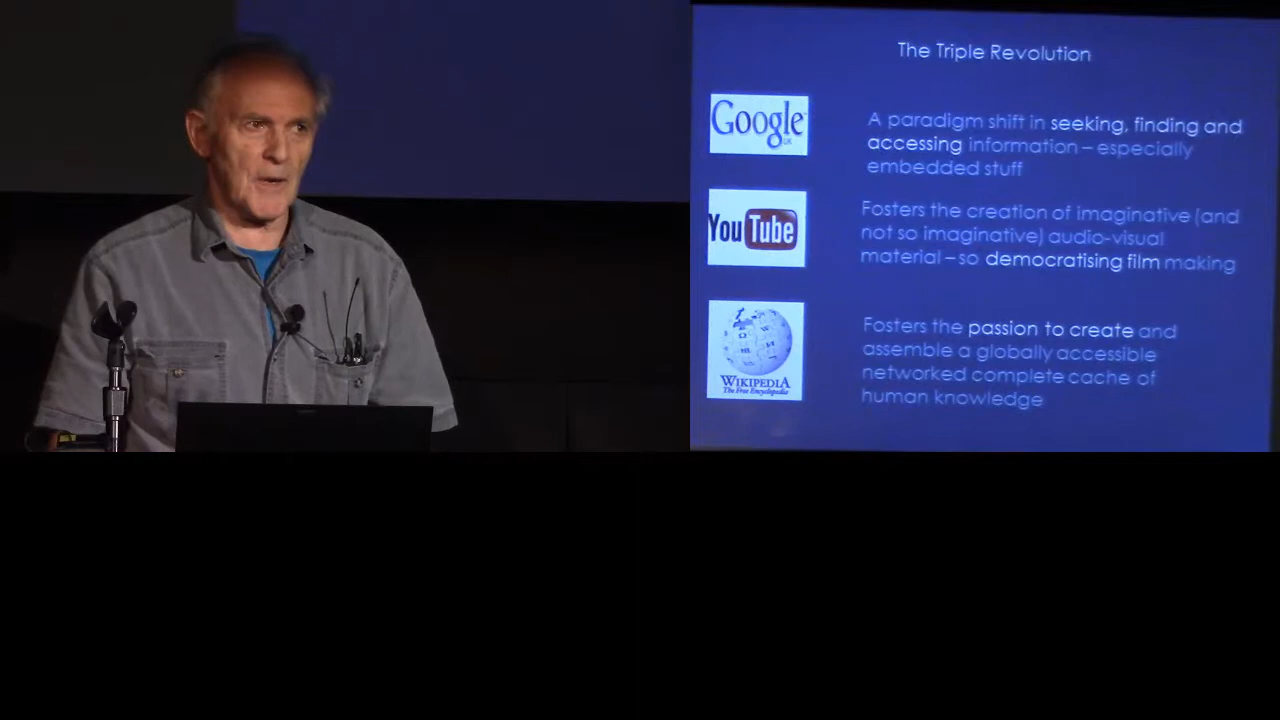 The Triple Revolution
Google
UK
A paradigm shift in seeking, finding and
accessing information – especially
embedded stuff
YouTube
Fosters the creation of imaginative (and
not so imaginative) audio-visual
material – so democratising film making
WIKIPEDIA
The Free Encyclopedia
Fosters the passion to create and
assemble a globally accessible
networked complete cache of
human knowledge